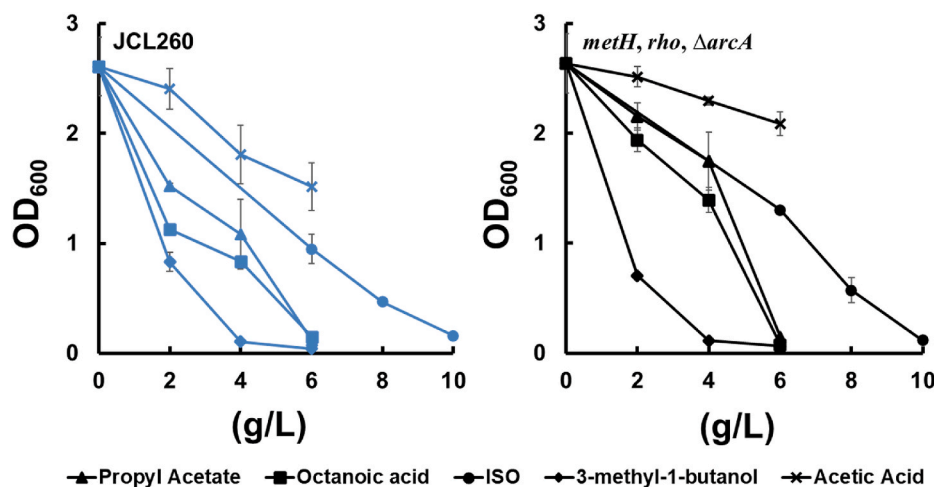 JCL260
OD600
3
2
1
0
0 2 4 6 8 10
(g/L)
metH, rho, ΔarcA
OD600
3
2
1
0
0 2 4 6 8 10
(g/L)
Propyl Acetate Octanoic acid ISO 3-methyl-1-butanol Acetic Acid